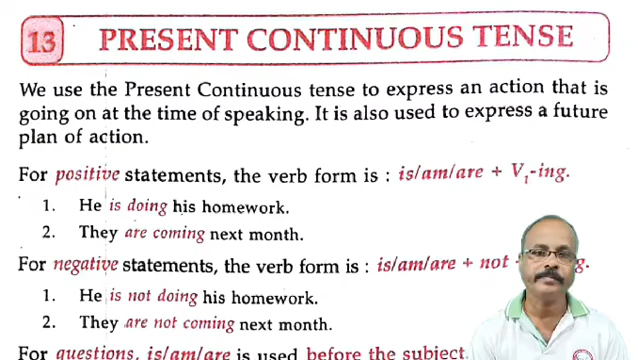 13 PRESENT CONTINUOUS TENSE
We use the Present Continuous tense to express an action that is
going on at the time of speaking. It is also used to express a future
plan of action.
For positive statements, the verb form is : is/am/are + V₁-ing.
1. He is doing his homework.
2. They are coming next month.
For negative statements, the verb form is : is/am/are + not
1. He is not doing his homework.
2. They are not coming next month.
For questions, is/am/are is used before the subject.